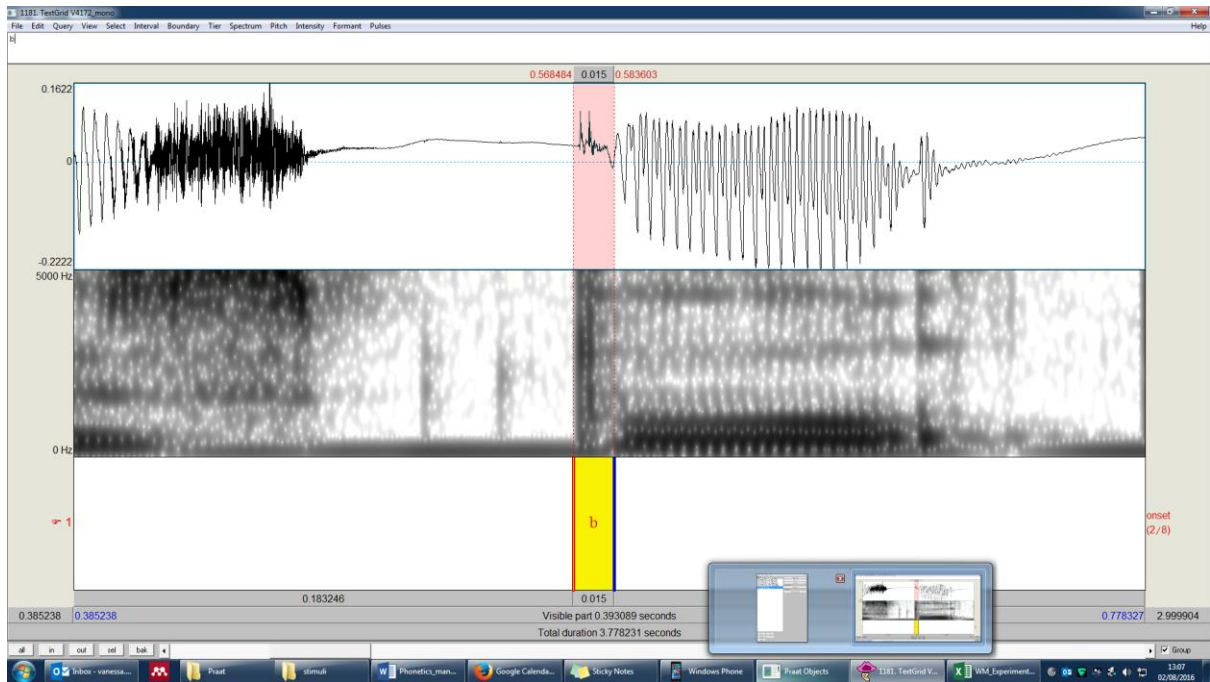 1181. TextGrid V4172_mono
File Edit Query View Select Interval Boundary Tier Spectrum Pitch Intensity Formant Pulses Help
b
0.568484 0.015 0.583603
0.1622
0
-0.2222
5000 Hz
0 Hz
1 b onset
(2/8)
0.183246 0.015
0.385238 0.385238 Visible part 0.393089 seconds 0.778327 2.999904
Total duration 3.778231 seconds
all in out sel bak Group
Inbox - vanessa.... Praat stimuli Phonetics_man... Google Calenda... Sticky Notes Windows Phone Praat Objects 1181. TextGrid V... WM_Experiment... 13:07
02/08/2016